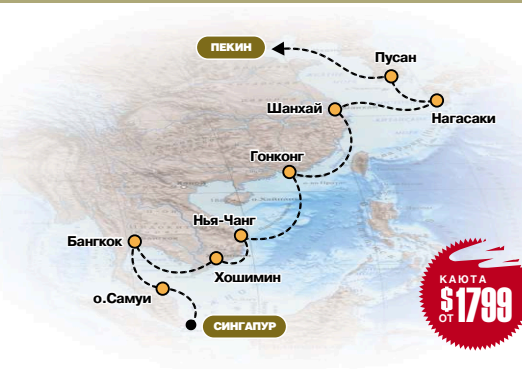 ПЕКИН
Пусан
Шанхай
Нагасаки
Гонконг
Нья-Чанг
Бангкок
Хошимин
о.Самуи
СИНГАПУР
КАЮТА
ОТ $1799